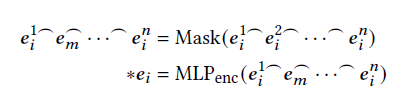 e_i^1⌢e_m⌢⋯⌢e_i^n = Mask(e_i^1⌢e_i^2⌢⋯⌢e_i^n)
*e_i = MLP_enc(e_i^1⌢e_m⌢⋯⌢e_i^n)